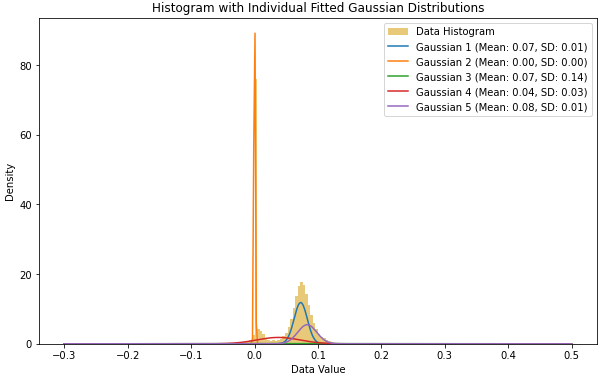 Histogram with Individual Fitted Gaussian Distributions
Data Histogram
Gaussian 1 (Mean: 0.07, SD: 0.01)
Gaussian 2 (Mean: 0.00, SD: 0.00)
Gaussian 3 (Mean: 0.07, SD: 0.14)
Gaussian 4 (Mean: 0.04, SD: 0.03)
Gaussian 5 (Mean: 0.08, SD: 0.01)
Density
80
60
40
20
0
−0.3 −0.2 −0.1 0.0 0.1 0.2 0.3 0.4 0.5
Data Value